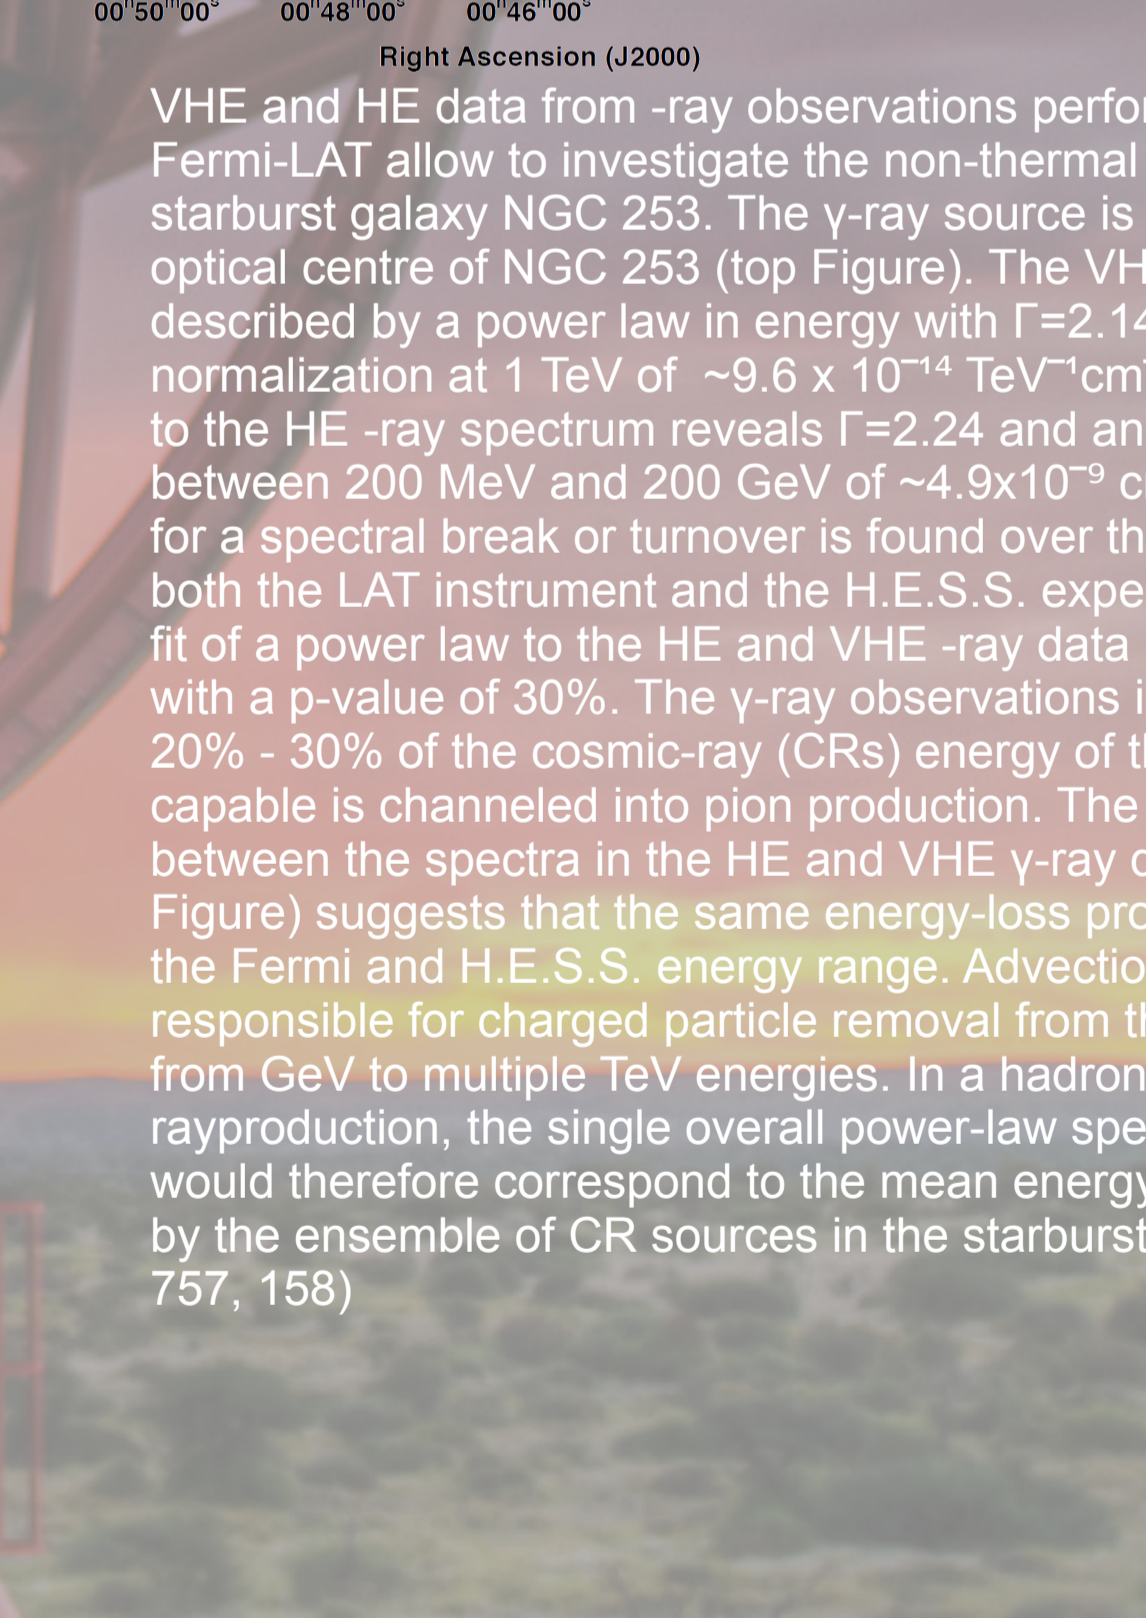 00ʰ50ᵐ00ˢ 00ʰ48ᵐ00ˢ 00ʰ46ᵐ00ˢ
Right Ascension (J2000)
VHE and HE data from -ray observations
Fermi-LAT allow to investigate the non-thermal
starburst galaxy NGC 253. The γ-ray source is
optical centre of NGC 253 (top Figure). The VH
described by a power law in energy with Γ=2.14
normalization at 1 TeV of ~9.6 x 10⁻¹⁴ TeV⁻¹cm
to the HE -ray spectrum reveals Γ=2.24 and an
between 200 MeV and 200 GeV of ~4.9x10⁻⁹ c
for a spectral break or turnover is found over th
both the LAT instrument and the H.E.S.S. expe
fit of a power law to the HE and VHE -ray data
with a p-value of 30%. The γ-ray observations i
20% - 30% of the cosmic-ray (CRs) energy of th
capable is channeled into pion production. The
between the spectra in the HE and VHE γ-ray
Figure) suggests that the same energy-loss pro
the Fermi and H.E.S.S. energy range. Advectio
responsible for charged particle removal from th
from GeV to multiple TeV energies. In a hadron
rayproduction, the single overall power-law spe
would therefore correspond to the mean energy
by the ensemble of CR sources in the starburst
757, 158)